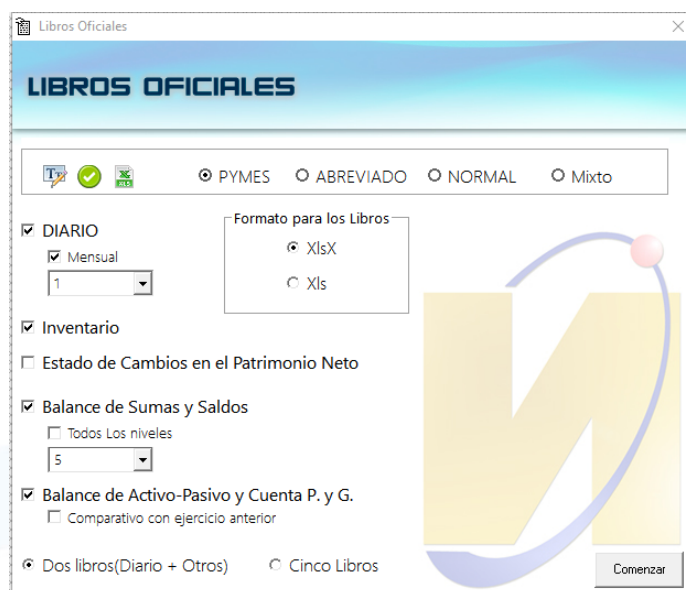 Libros Oficiales
LIBROS OFICIALES
PYMES ABREVIADO NORMAL Mixto
DIARIO
Mensual
1
Formato para los Libros
XlsX
Xls
Inventario
Estado de Cambios en el Patrimonio Neto
Balance de Sumas y Saldos
Todos Los niveles
5
Balance de Activo-Pasivo y Cuenta P. y G.
Comparativo con ejercicio anterior
Dos libros(Diario + Otros) Cinco Libros
Comenzar